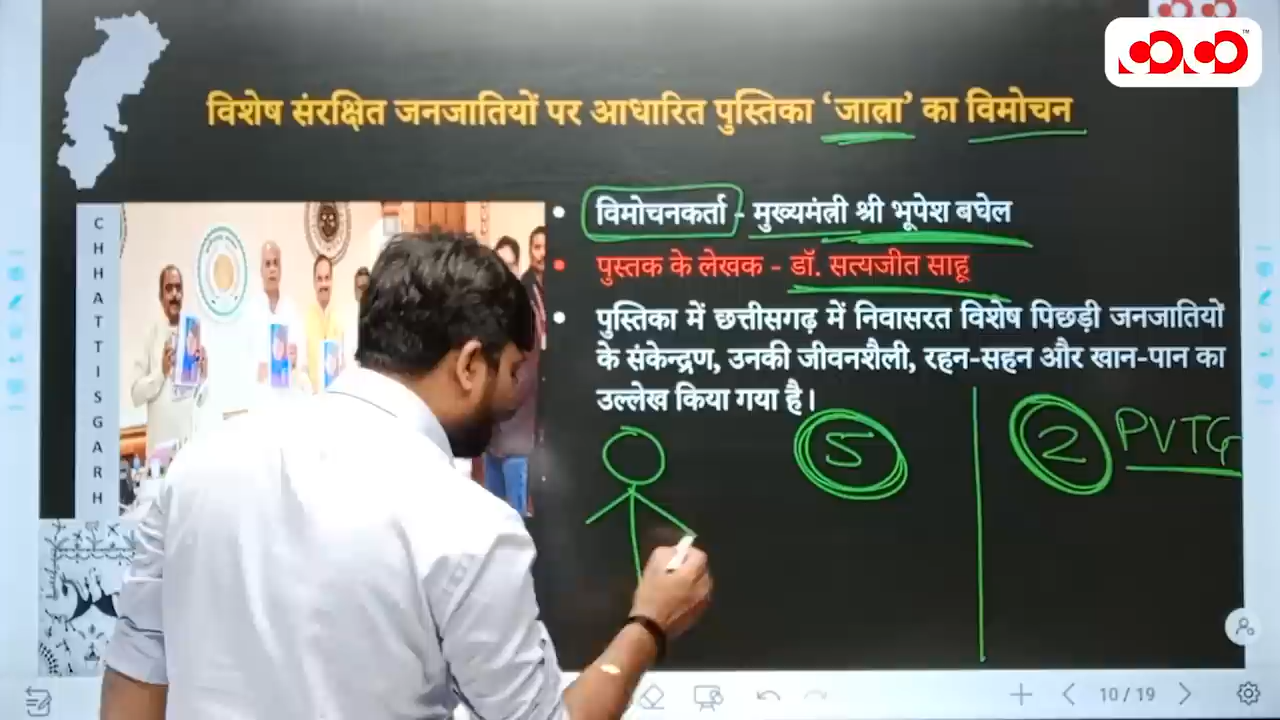 विशेष संरक्षित जनजातियों पर आधारित पुस्तिका ‘जात्रा’ का विमोचन
CHHATTISGARH
• विमोचनकर्ता - मुख्यमंत्री श्री भूपेश बघेल
• पुस्तक के लेखक - डॉ. सत्यजीत साहू
• पुस्तिका में छत्तीसगढ़ में निवासरत विशेष पिछड़ी जनजातियों
के संकेन्द्रण, उनकी जीवनशैली, रहन-सहन और खान-पान का
उल्लेख किया गया है।
5
2 PVTG
10 / 19